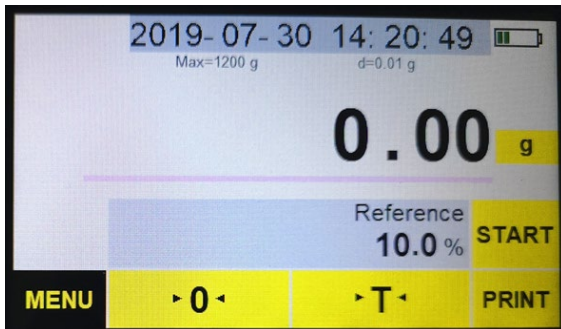 2019-07-30 14:20:49
Max=1200 g d=0.01 g
0.00 g
Reference
10.0 % START
MENU ▸0◂ ▸T◂ PRINT